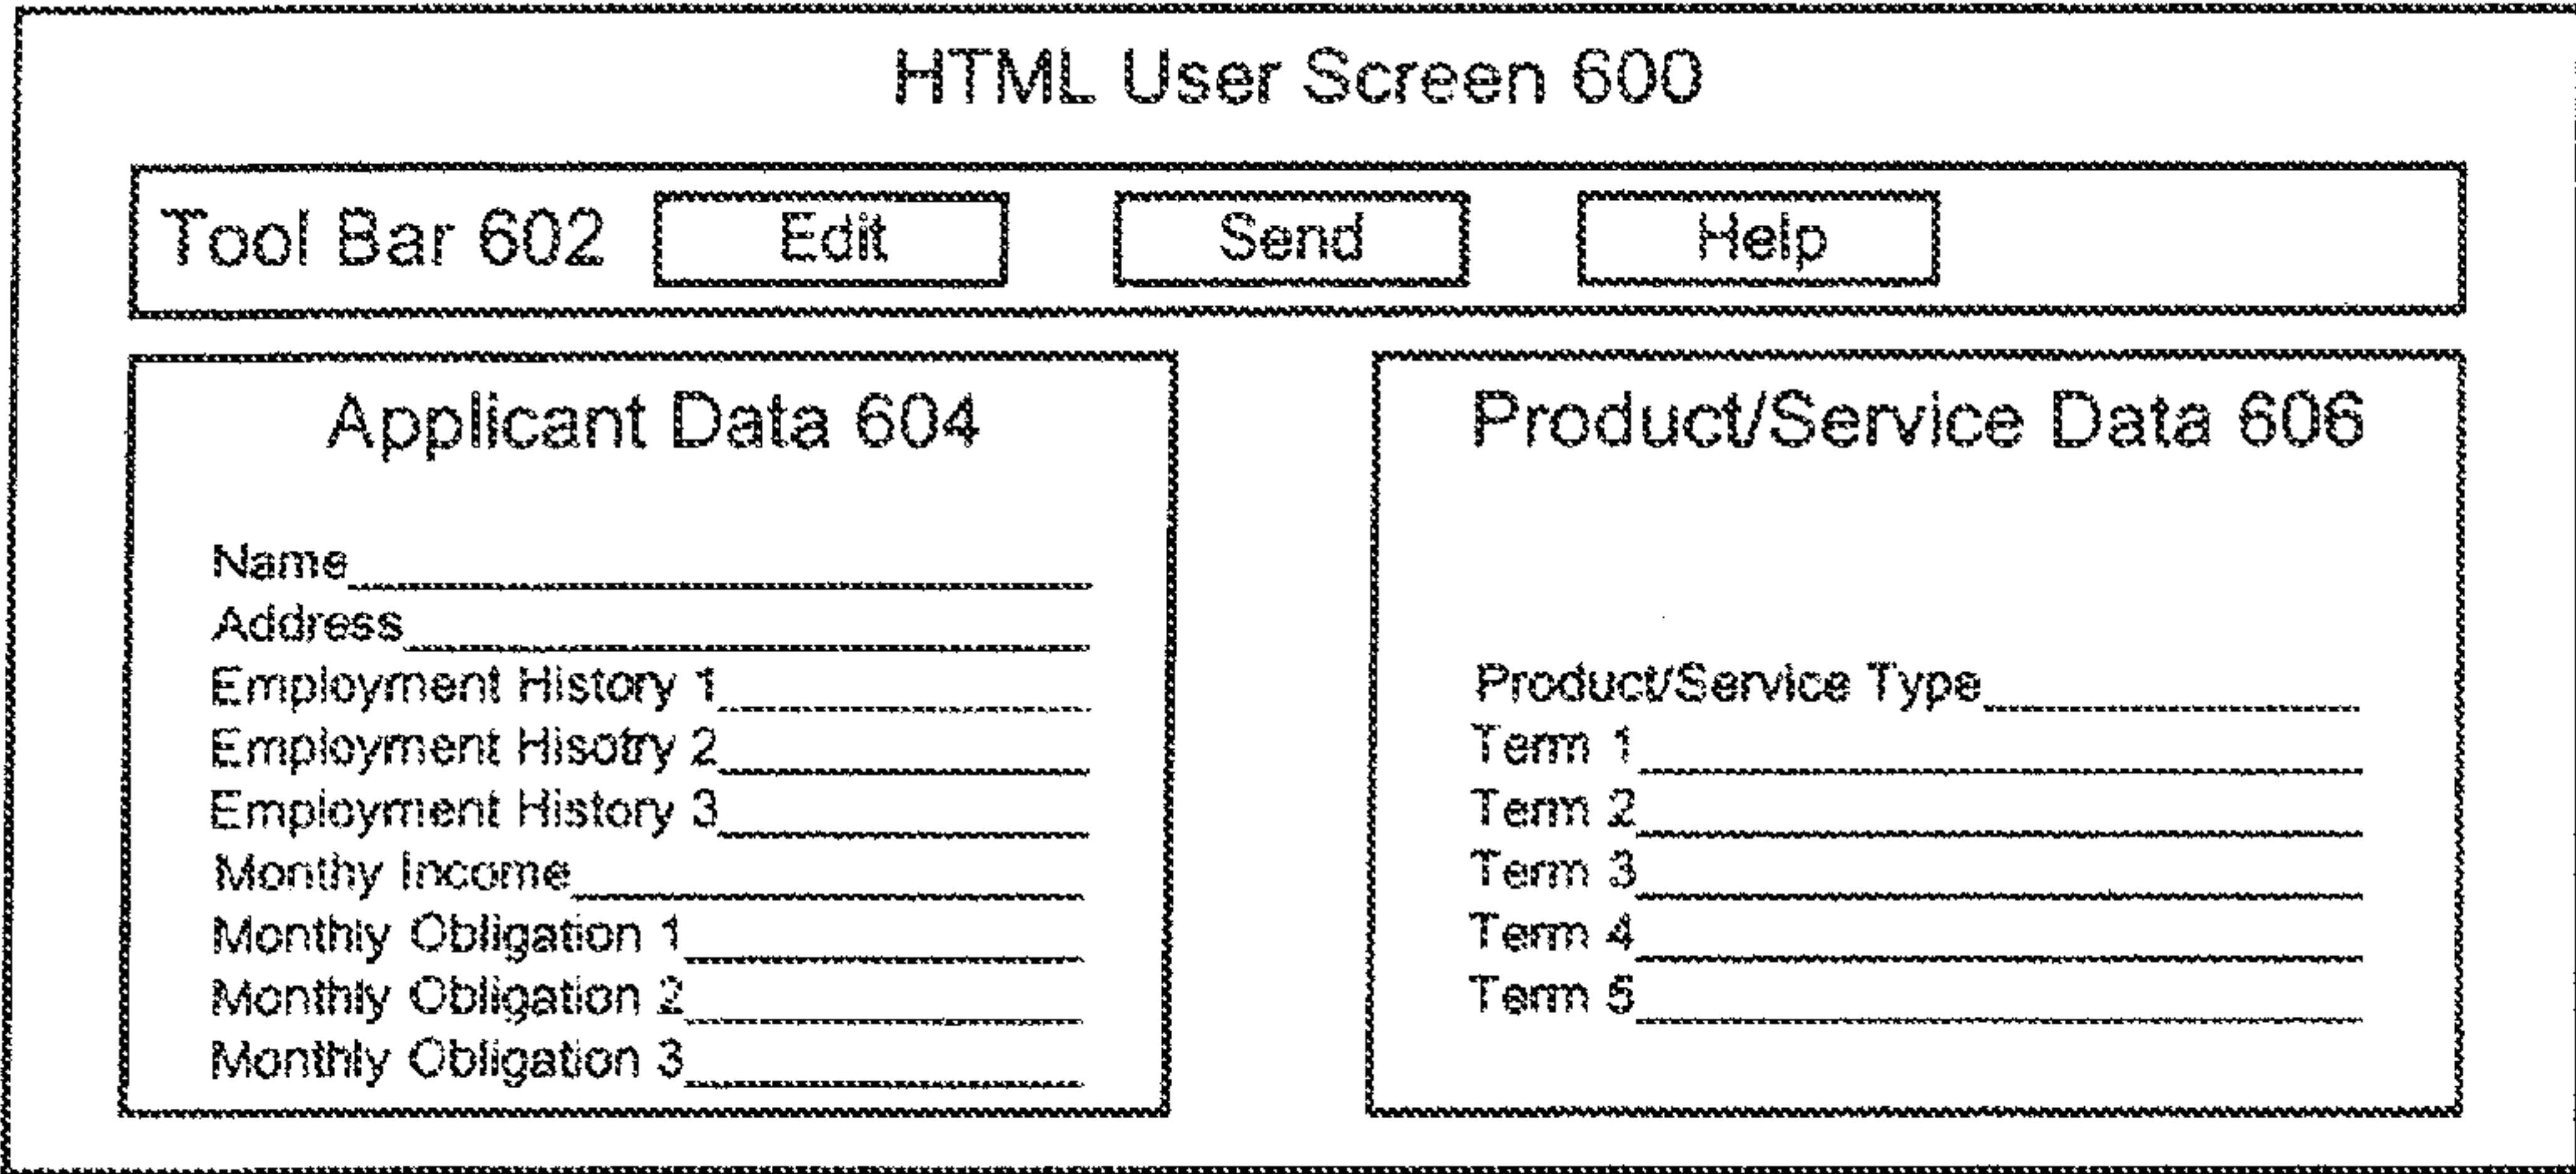 HTML User Screen 600
Tool Bar 602 Edit Send Help
Applicant Data 604
Name
Address
Employment History 1
Employment Hisotry 2
Employment History 3
Monthy Income
Monthly Obligation 1
Monthly Obligation 2
Monthly Obligation 3
Product/Service Data 606
Product/Service Type
Term 1
Term 2
Term 3
Term 4
Term 5